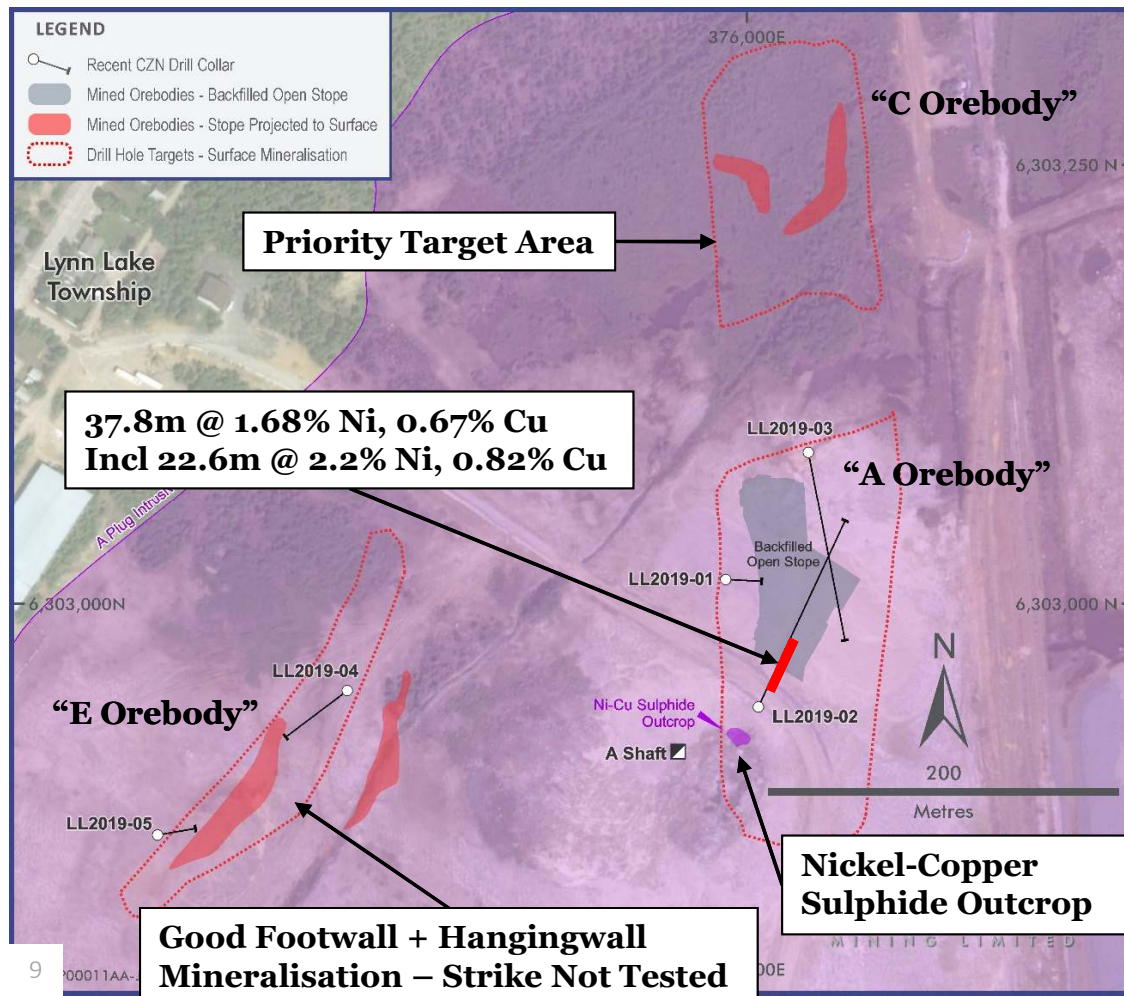 LEGEND
Recent CZN Drill Collar
Mined Orebodies - Backfilled Open Stope
Mined Orebodies - Stope Projected to Surface
Drill Hole Targets - Surface Mineralisation
376,000E
“C Orebody”
6,303,250 N
Priority Target Area
Lynn Lake
Township
37.8m @ 1.68% Ni, 0.67% Cu
Incl 22.6m @ 2.2% Ni, 0.82% Cu
LL2019-03
“A Orebody”
A Plug
Backfilled
Open Stope
LL2019-01
6,303,000N
6,303,000 N
N
LL2019-04
“E Orebody”
Ni-Cu Sulphide
Outcrop
LL2019-02
A Shaft
200
Metres
LL2019-05
Nickel-Copper
Sulphide Outcrop
Good Footwall + Hangingwall
Mineralisation – Strike Not Tested
MINING LIMITED
9